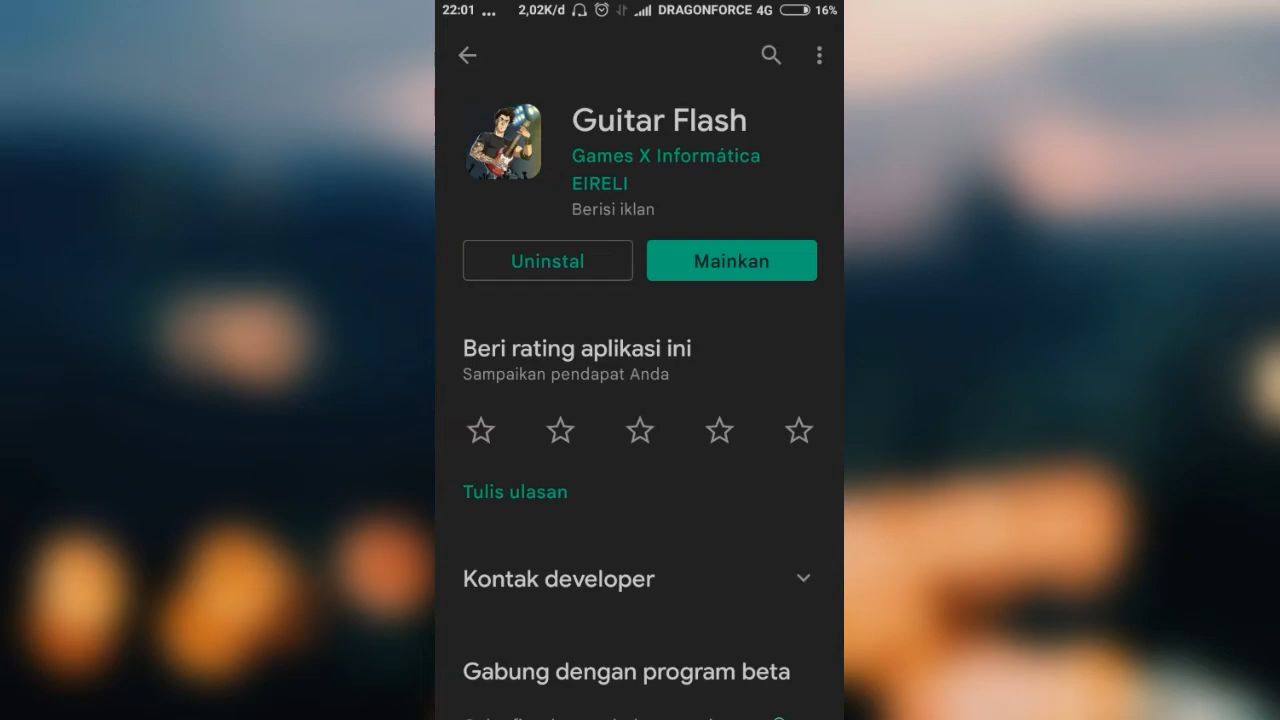 22:01 ... 2,02K/d DRAGONFORCE 4G 16%
Guitar Flash
Games X Informática
EIRELI
Berisi iklan
Uninstal Mainkan
Beri rating aplikasi ini
Sampaikan pendapat Anda
Tulis ulasan
Kontak developer
Gabung dengan program beta